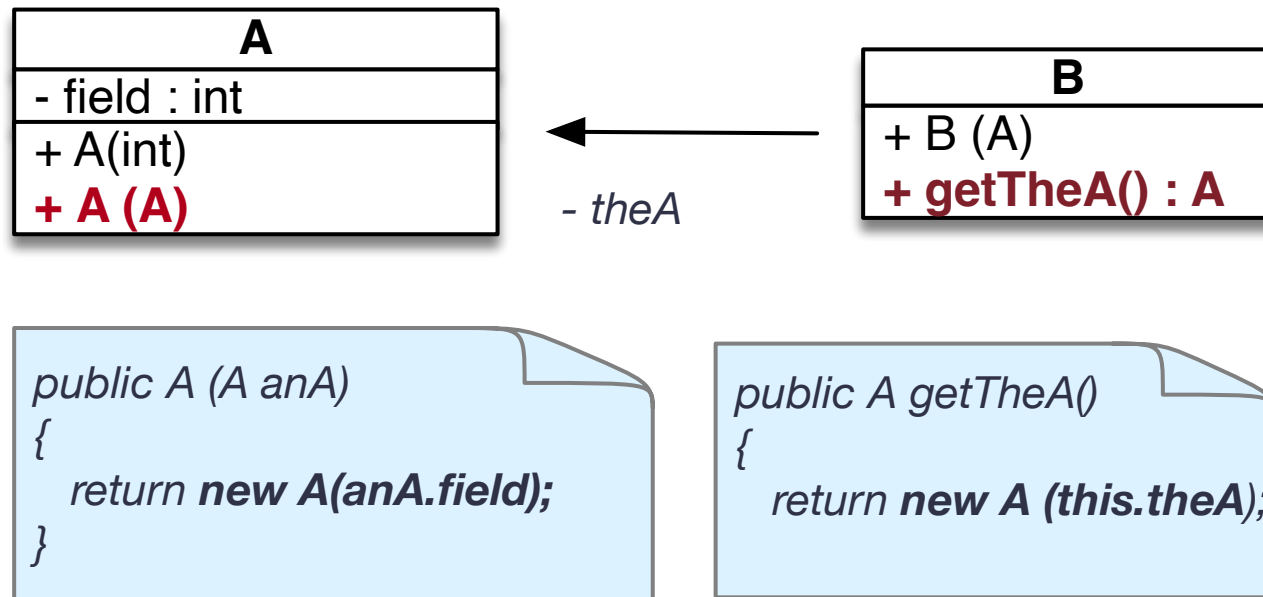 A
- field : int
+ A(int)
+ A (A)
- theA
B
+ B (A)
+ getTheA() : A
public A (A anA)
{
return new A(anA.field);
}
public A getTheA()
{
return new A (this.theA);